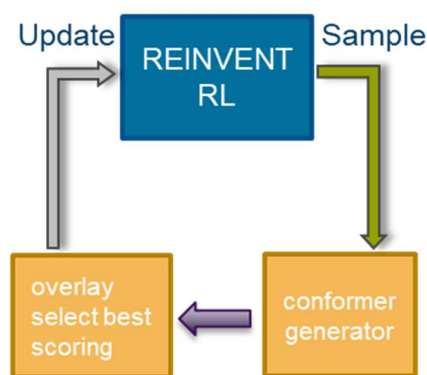 Update
REINVENT
RL
Sample
overlay
select best
scoring
conformer
generator